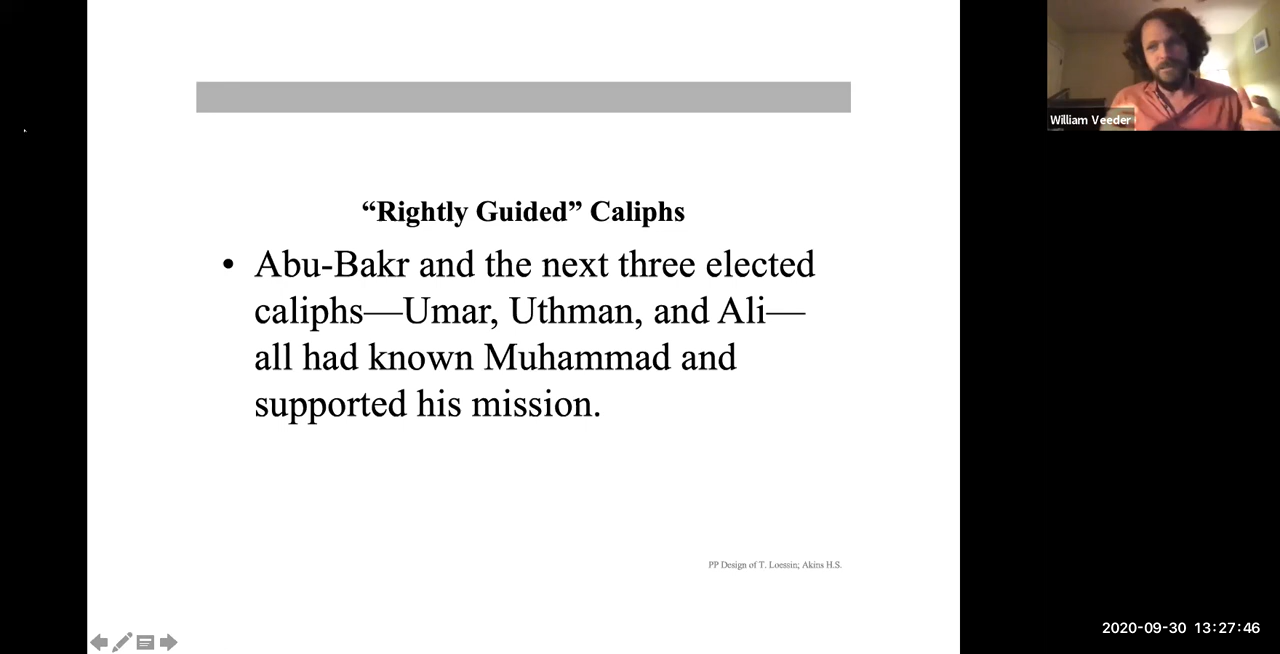 William Veeder
“Rightly Guided” Caliphs
• Abu-Bakr and the next three elected
caliphs—Umar, Uthman, and Ali—
all had known Muhammad and
supported his mission.
PP Design of T. Loessin; Akins H.S.
2020-09-30 13:27:46